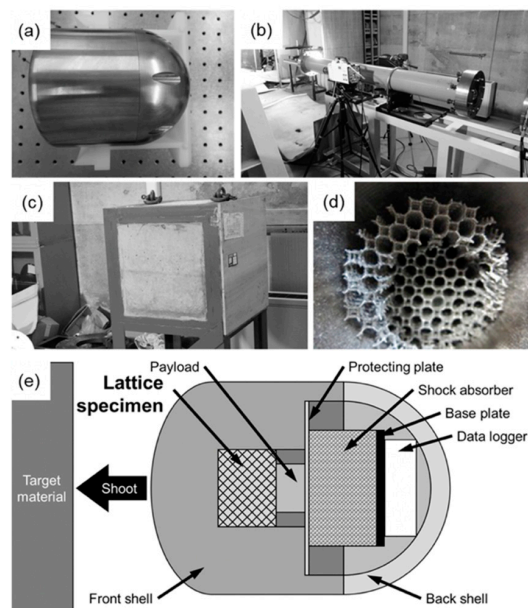 (a)
(b)
(c)
(d)
(e)
Payload
Protecting plate
Lattice
specimen
Shock absorber
Base plate
Data logger
Target
material
Shoot
Front shell
Back shell